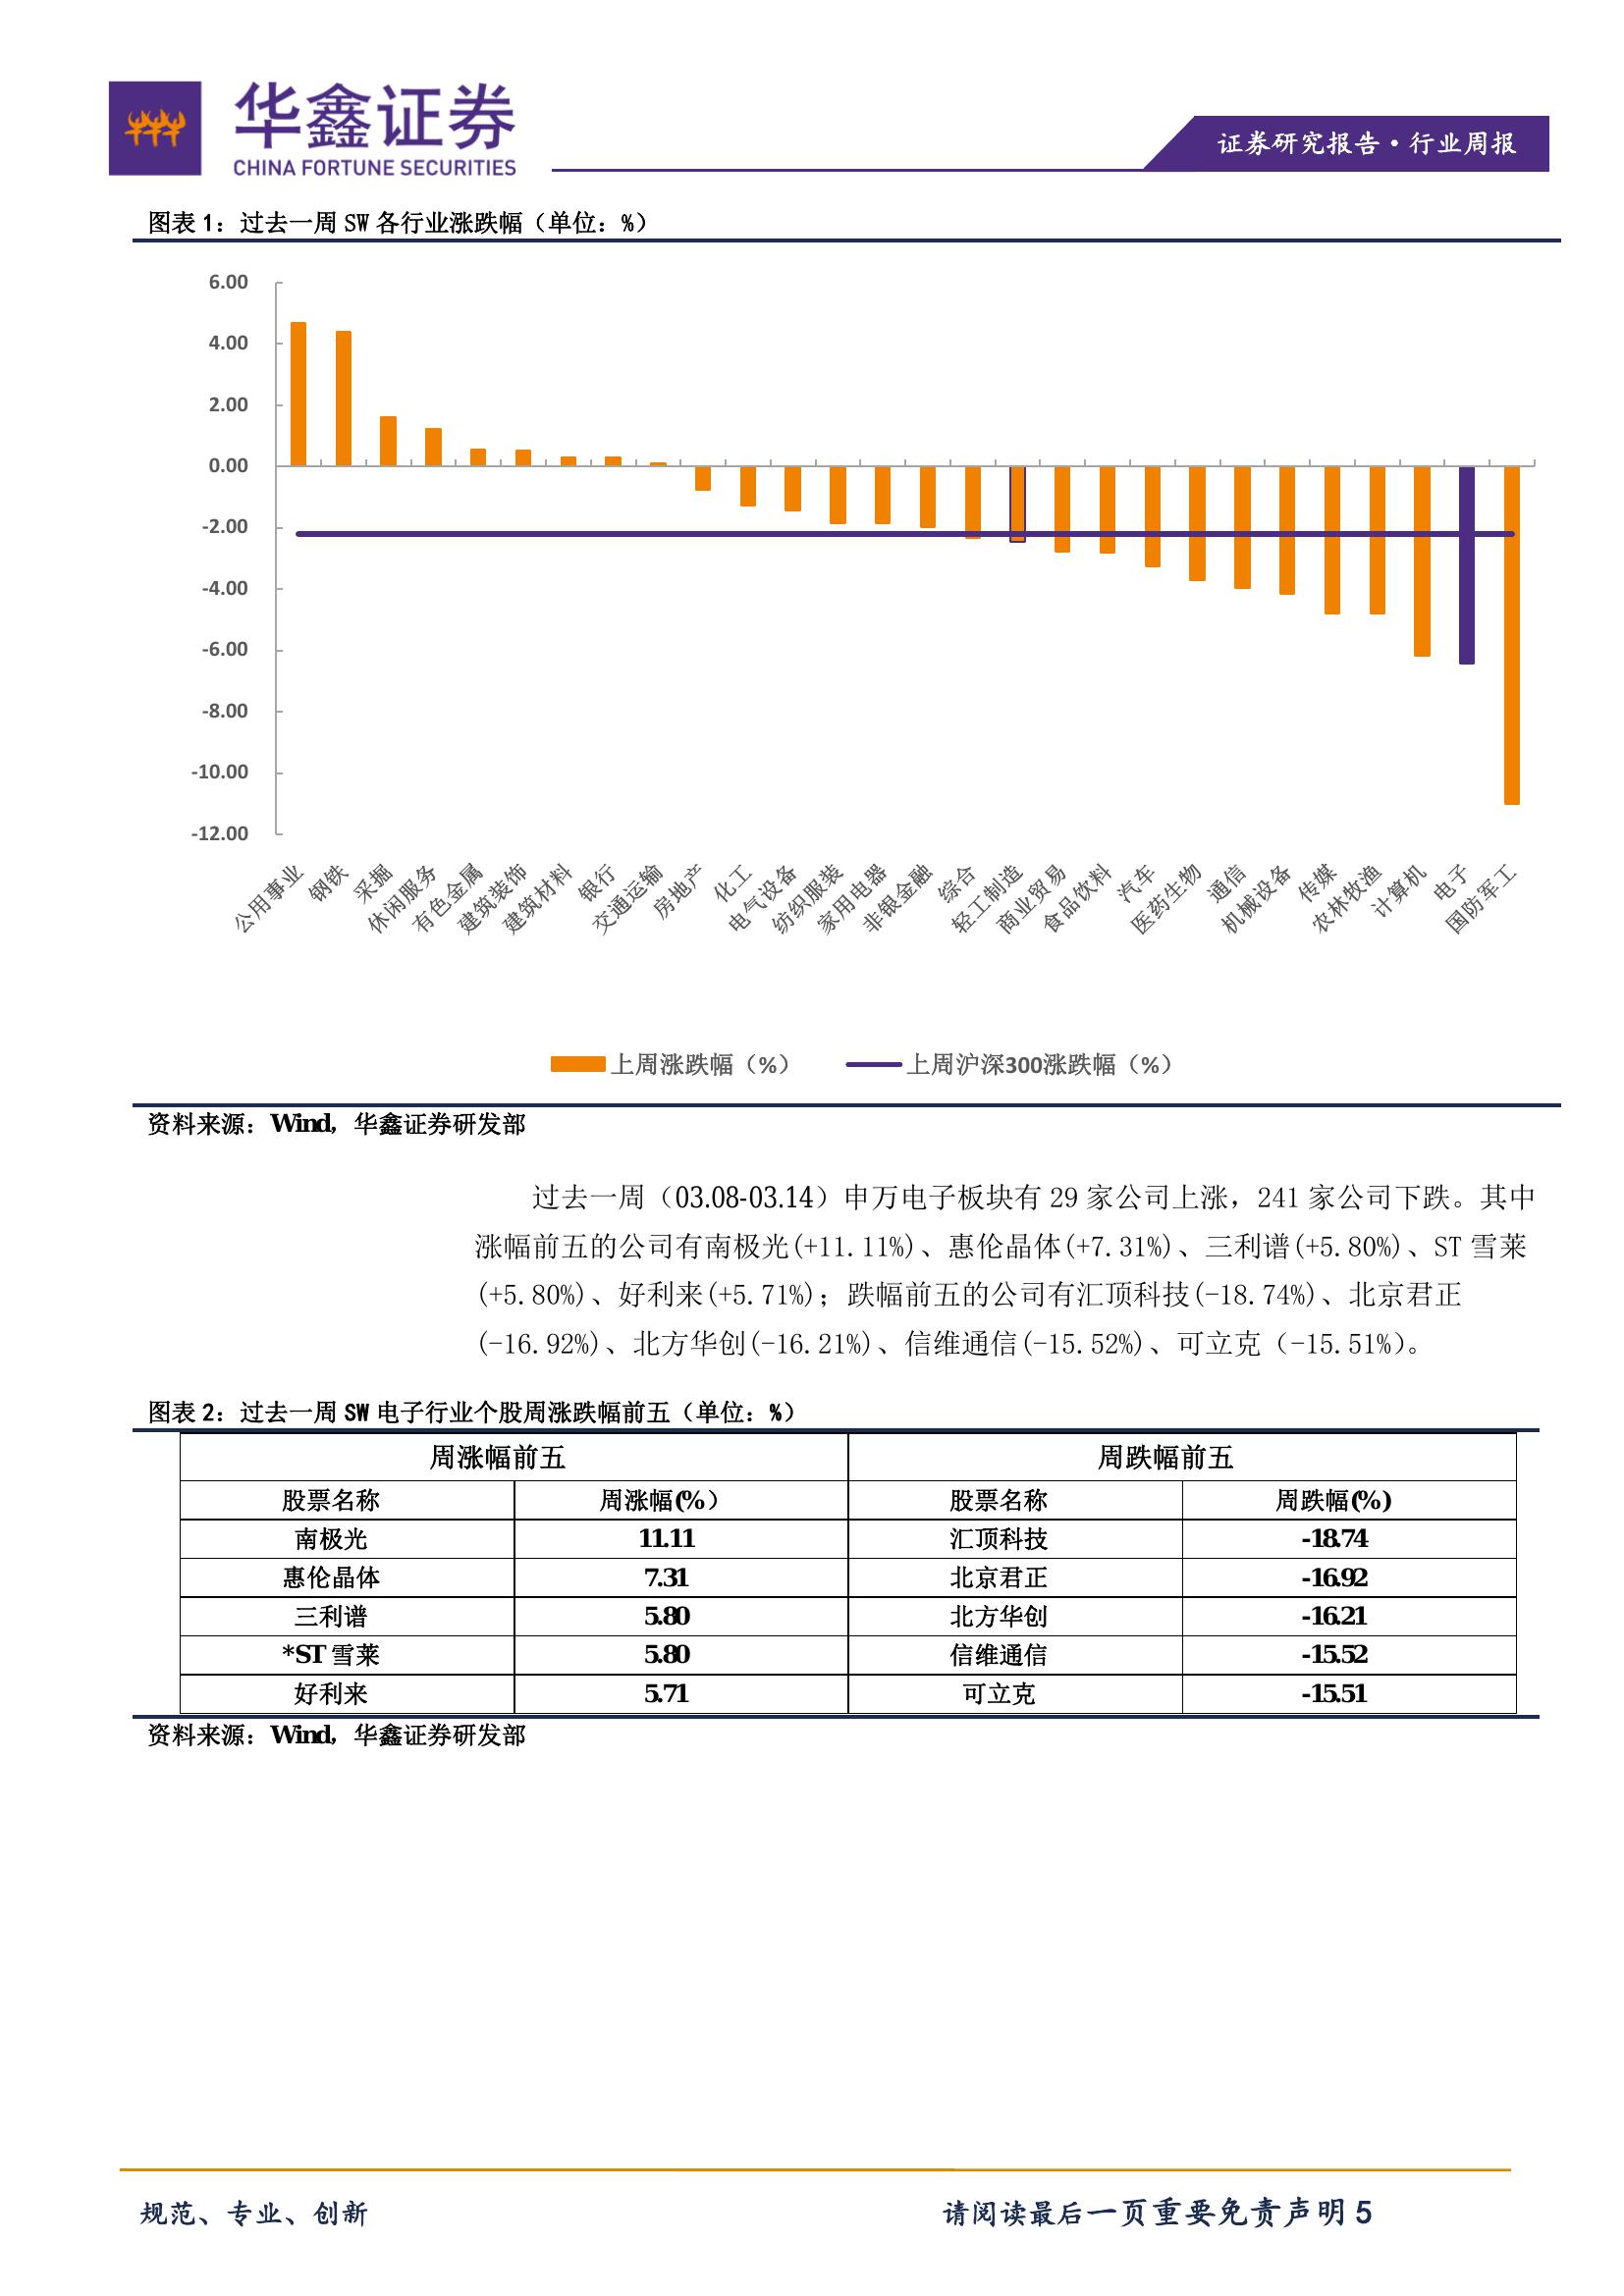 华鑫证券
CHINA FORTUNE SECURITIES
证券研究报告·行业周报
图表 1：过去一周 SW 各行业涨跌幅（单位：%）
6.00
4.00
2.00
0.00
-2.00
-4.00
-6.00
-8.00
-10.00
-12.00
公用事业
钢铁
采掘
休闲服务
有色金属
建筑装饰
建筑材料
银行
交通运输
房地产
化工
电气设备
纺织服装
家用电器
非银金融
综合
轻工制造
商业贸易
食品饮料
汽车
医药生物
通信
机械设备
传媒
农林牧渔
计算机
电子
国防军工
上周涨跌幅（%） 上周沪深300涨跌幅（%）
资料来源：Wind，华鑫证券研发部
过去一周（03.08-03.14）申万电子板块有 29 家公司上涨，241 家公司下跌。其中
涨幅前五的公司有南极光(+11.11%)、惠伦晶体(+7.31%)、三利谱(+5.80%)、ST 雪莱
(+5.80%)、好利来(+5.71%)；跌幅前五的公司有汇顶科技(-18.74%)、北京君正
(-16.92%)、北方华创(-16.21%)、信维通信(-15.52%)、可立克（-15.51%)。
图表 2：过去一周 SW 电子行业个股周涨跌幅前五（单位：%）
周涨幅前五 周跌幅前五
股票名称 周涨幅(%） 股票名称 周跌幅(%)
南极光 11.11 汇顶科技 -18.74
惠伦晶体 7.31 北京君正 -16.92
三利谱 5.80 北方华创 -16.21
*ST 雪莱 5.80 信维通信 -15.52
好利来 5.71 可立克 -15.51
资料来源：Wind，华鑫证券研发部
规范、专业、创新 请阅读最后一页重要免责声明 5